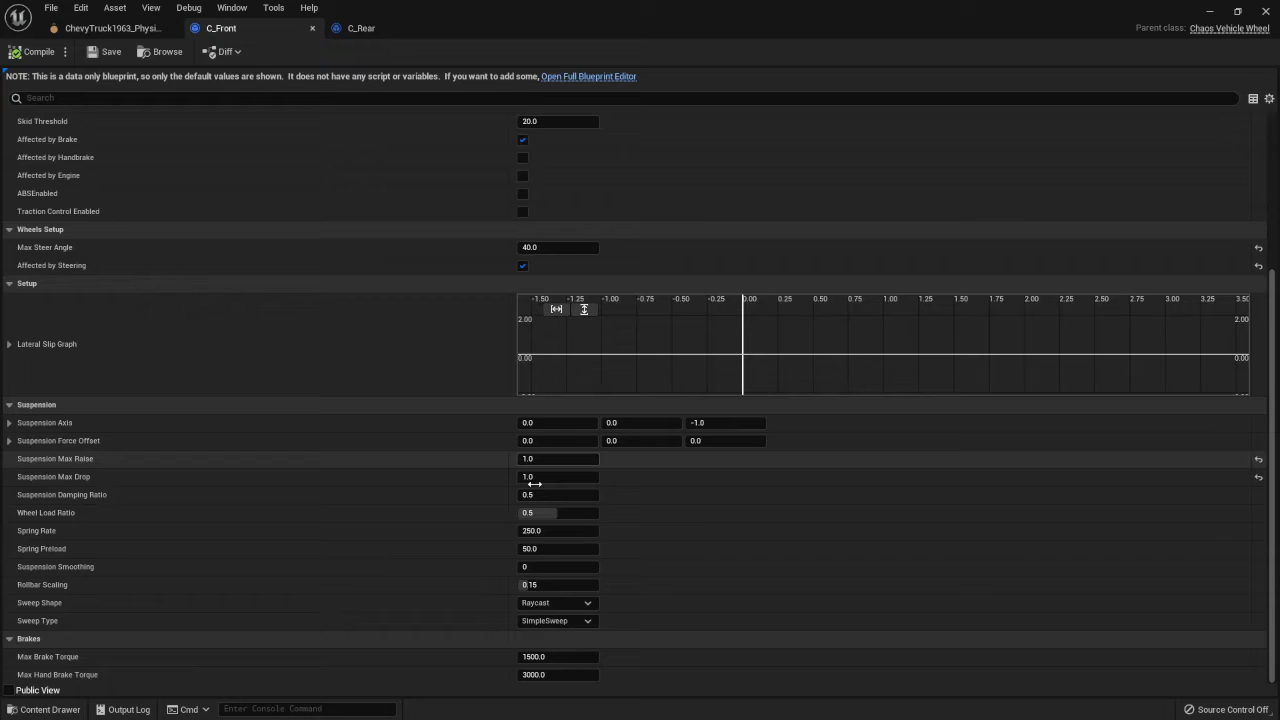 File Edit Asset View Debug Window Tools Help
ChevyTruck1963_Physi... C_Front C_Rear Parent class: Chaos Vehicle Wheel
Compile Save Browse Diff
NOTE: This is a data only blueprint, so only the default values are shown. It does not have any script or variables. If you want to add some, Open Full Blueprint Editor
Search
Skid Threshold 20.0
Affected by Brake
Affected by Handbrake
Affected by Engine
ABSEnabled
Traction Control Enabled
Wheels Setup
Max Steer Angle 40.0
Affected by Steering
Setup
-1.50 -1.25 -1.00 -0.75 -0.50 -0.25 0.00 0.25 0.50 0.75 1.00 1.25 1.50 1.75 2.00 2.25 2.50 2.75 3.00 3.25 3.50
2.00 2.00
Lateral Slip Graph
0.00 0.00
Suspension
Suspension Axis 0.0 0.0 -1.0
Suspension Force Offset 0.0 0.0 0.0
Suspension Max Raise 1.0
Suspension Max Drop 1.0
Suspension Damping Ratio 0.5
Wheel Load Ratio 0.5
Spring Rate 250.0
Spring Preload 50.0
Suspension Smoothing 0
Rollbar Scaling 0.15
Sweep Shape Raycast
Sweep Type SimpleSweep
Brakes
Max Brake Torque 1500.0
Max Hand Brake Torque 3000.0
Public View
Content Drawer Output Log Cmd Enter Console Command Source Control Off